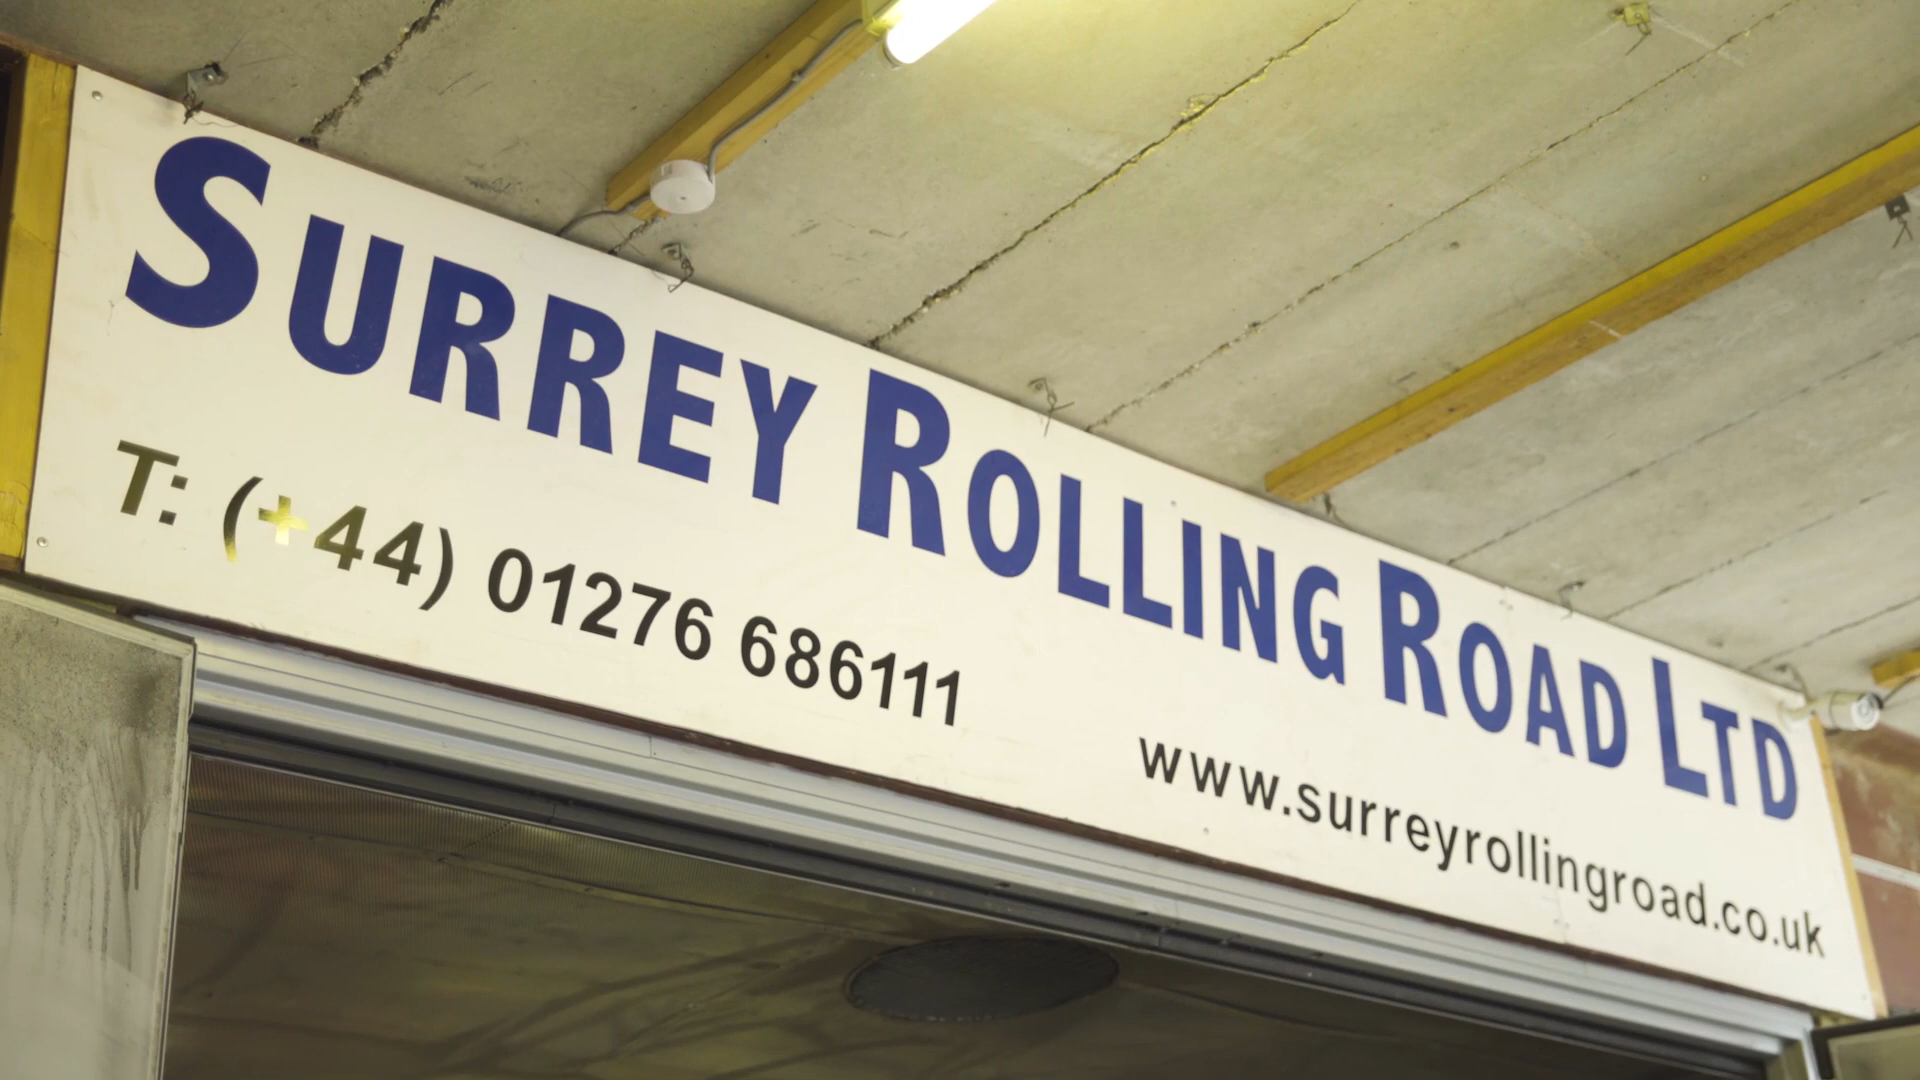 SURREY ROLLING ROAD LTD
T: (+44) 01276 686111
www.surreyrollingroad.co.uk